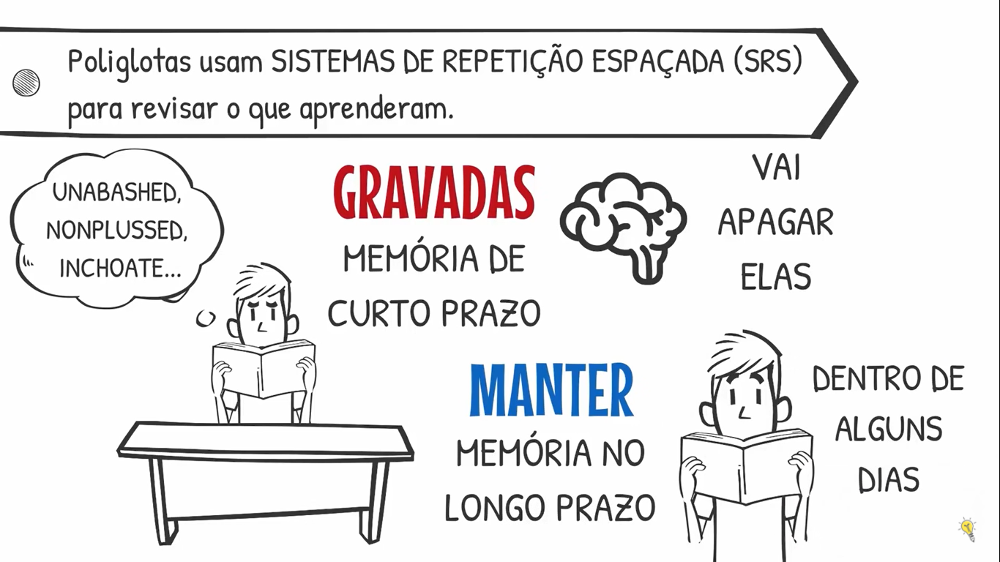 Poliglotas usam SISTEMAS DE REPETIÇÃO ESPAÇADA (SRS)
para revisar o que aprenderam.
UNABASHED,
NONPLUSSED,
INCHOATE...
GRAVADAS
MEMÓRIA DE
CURTO PRAZO
VAI
APAGAR
ELAS
MANTER
MEMÓRIA NO
LONGO PRAZO
DENTRO DE
ALGUNS
DIAS